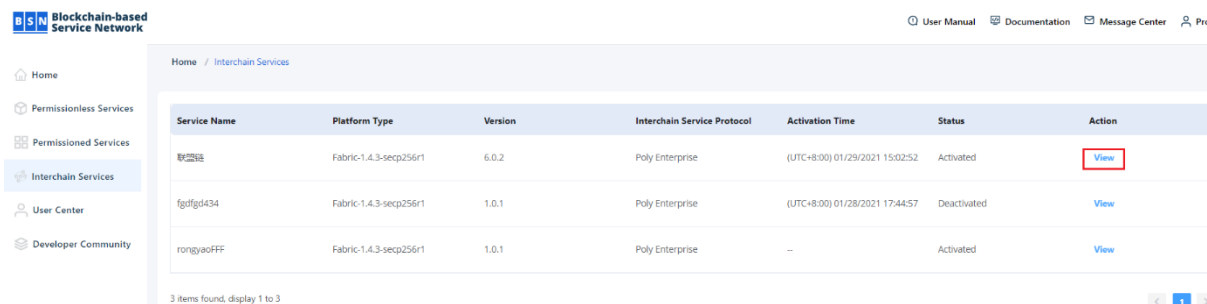 BSN Blockchain-based Service Network
User Manual Documentation Message Center
Home / Interchain Services
Home
Permissionless Services
Permissioned Services
Interchain Services
User Center
Developer Community
Service Name Platform Type Version Interchain Service Protocol Activation Time Status Action
联盟链 Fabric-1.4.3-secp256r1 6.0.2 Poly Enterprise (UTC+8:00) 01/29/2021 15:02:52 Activated View
fgdfgd434 Fabric-1.4.3-secp256r1 1.0.1 Poly Enterprise (UTC+8:00) 01/28/2021 17:44:57 Deactivated View
rongyaoFFF Fabric-1.4.3-secp256r1 1.0.1 Poly Enterprise -- Activated View
3 items found, display 1 to 3
< 1 >